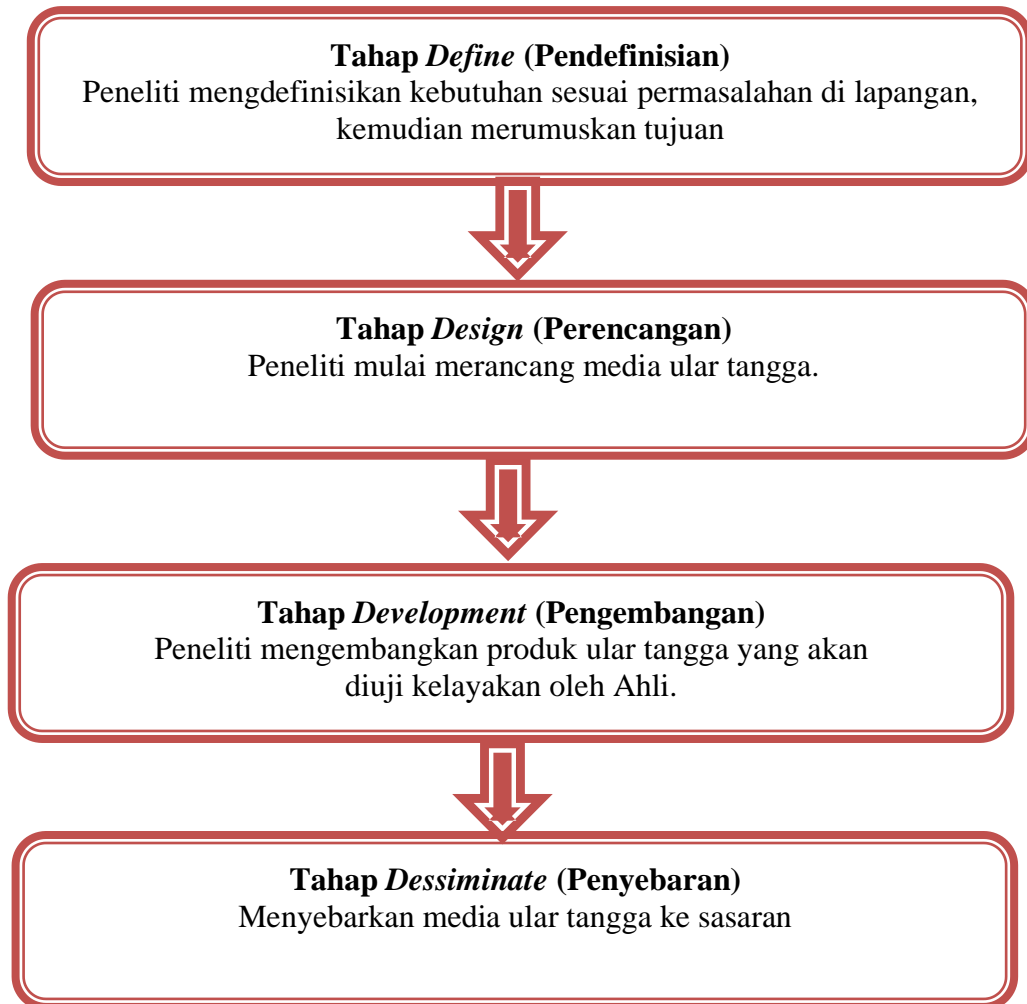 Tahap Define (Pendefinisian)
Peneliti mengdefinisikan kebutuhan sesuai permasalahan di lapangan,
kemudian merumuskan tujuan
Tahap Design (Perencangan)
Peneliti mulai merancang media ular tangga.
Tahap Development (Pengembangan)
Peneliti mengembangkan produk ular tangga yang akan
diuji kelayakan oleh Ahli.
Tahap Dessiminate (Penyebaran)
Menyebarkan media ular tangga ke sasaran